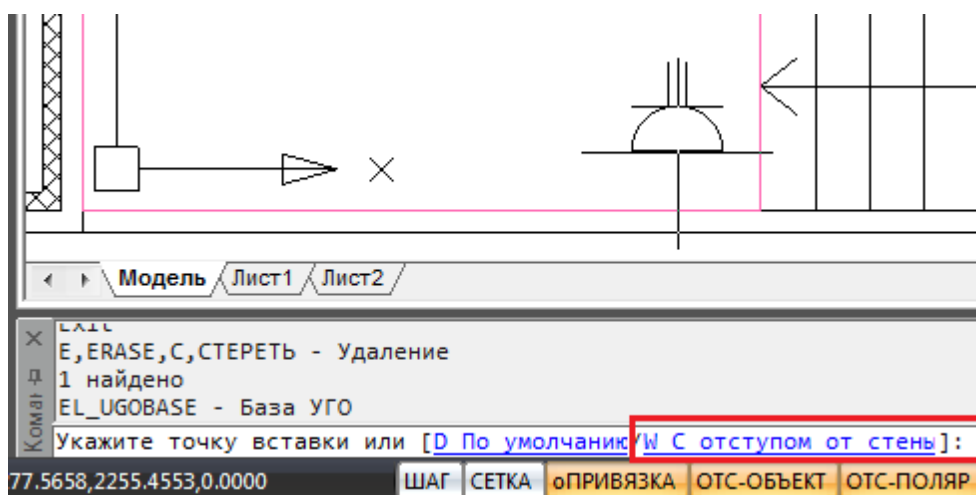 X
Модель Лист1 Лист2
EXIT
E,ERASE,С,СТЕРЕТЬ - Удаление
1 найдено
EL_UGOBASE - База УГО
Укажите точку вставки или [D По умолчанию/W С отступом от стены]:
77.5658,2255.4553,0.0000 ШАГ СЕТКА оПРИВЯЗКА ОТС-ОБЪЕКТ ОТС-ПОЛЯР